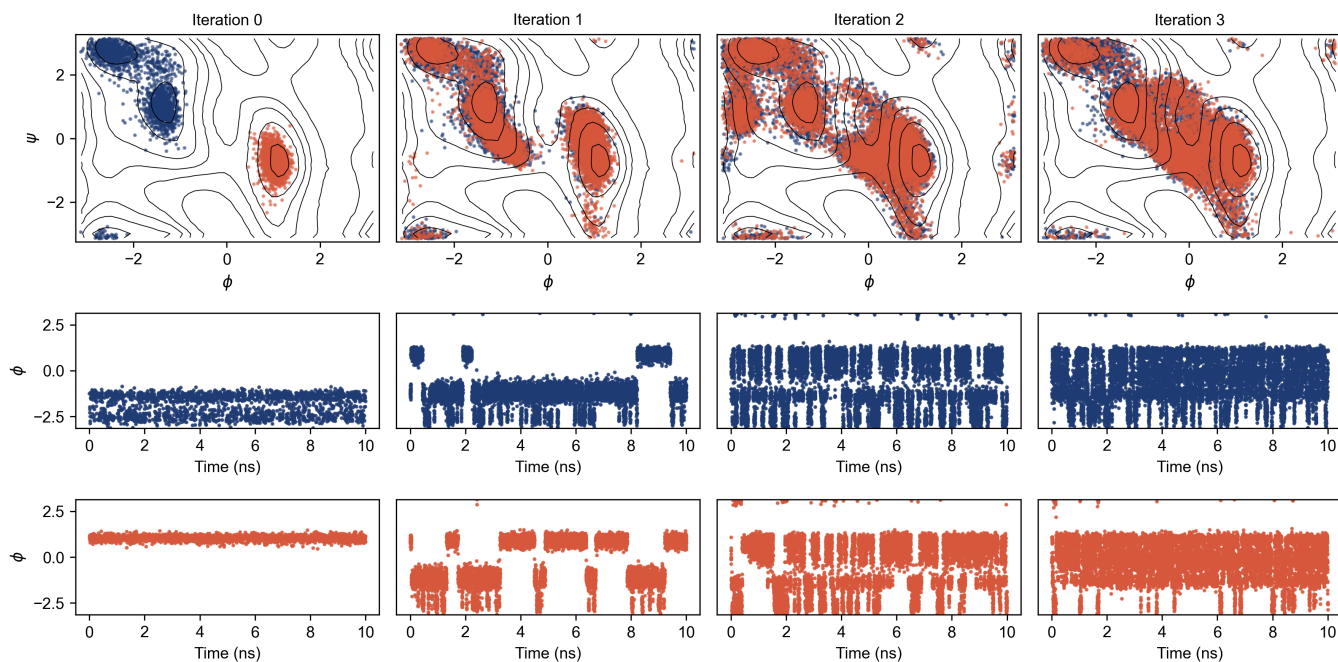 Iteration 0 Iteration 1 Iteration 2 Iteration 3
2
0
−2
ψ
−2 0 2 −2 0 2 −2 0 2 −2 0 2
ϕ ϕ ϕ ϕ
2.5
0.0
−2.5
ϕ
0 2 4 6 8 10 0 2 4 6 8 10 0 2 4 6 8 10 0 2 4 6 8 10
Time (ns) Time (ns) Time (ns) Time (ns)
2.5
0.0
−2.5
ϕ
0 2 4 6 8 10 0 2 4 6 8 10 0 2 4 6 8 10 0 2 4 6 8 10
Time (ns) Time (ns) Time (ns) Time (ns)